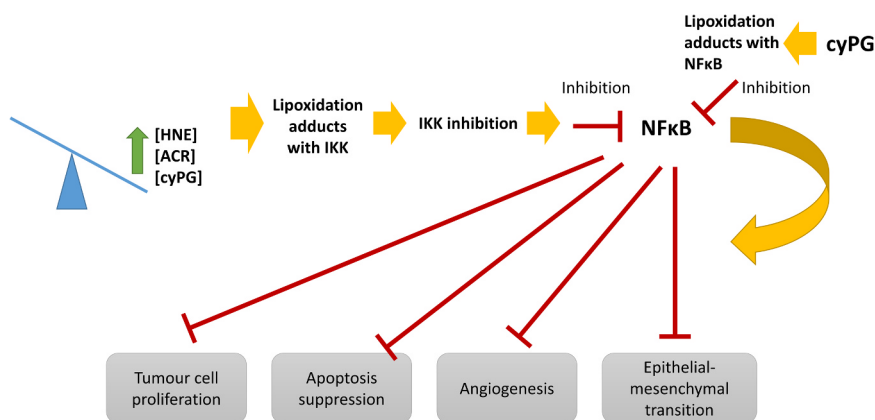 Lipoxidation
adducts with
NFκB
cyPG
Inhibition
Inhibition
[HNE]
[ACR]
[cyPG]
Lipoxidation
adducts
with IKK
IKK inhibition
NFκB
Tumour cell
proliferation
Apoptosis
suppression
Angiogenesis
Epithelial-
mesenchymal
transition